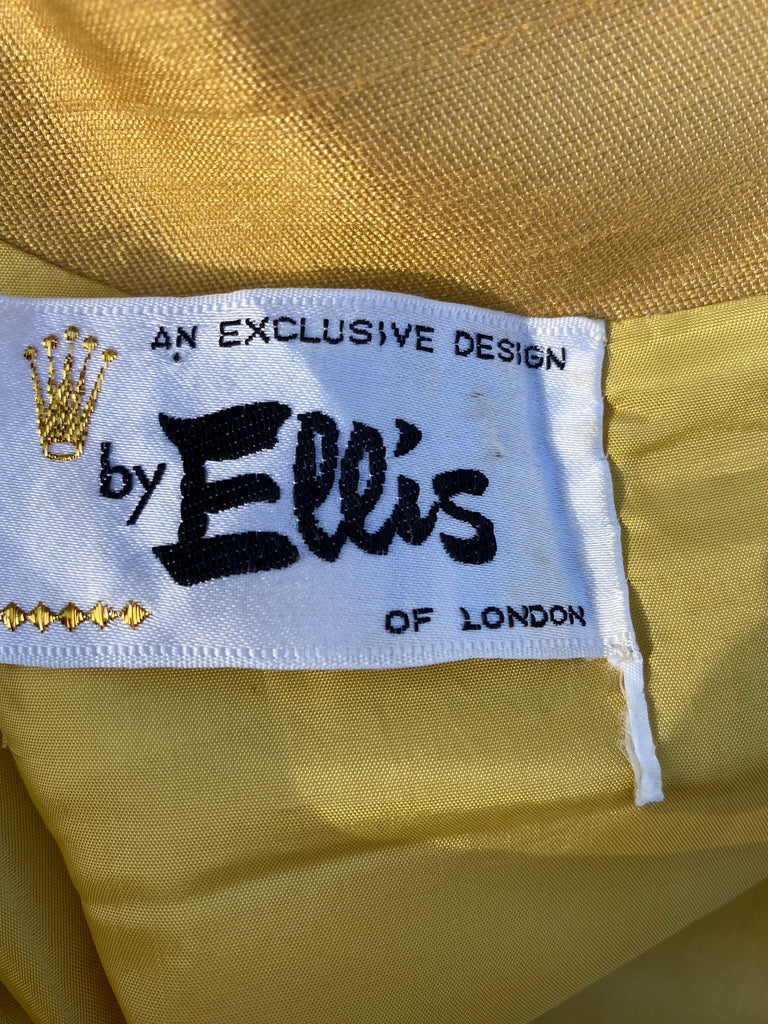 AN EXCLUSIVE DESIGN
by Ellis
OF LONDON